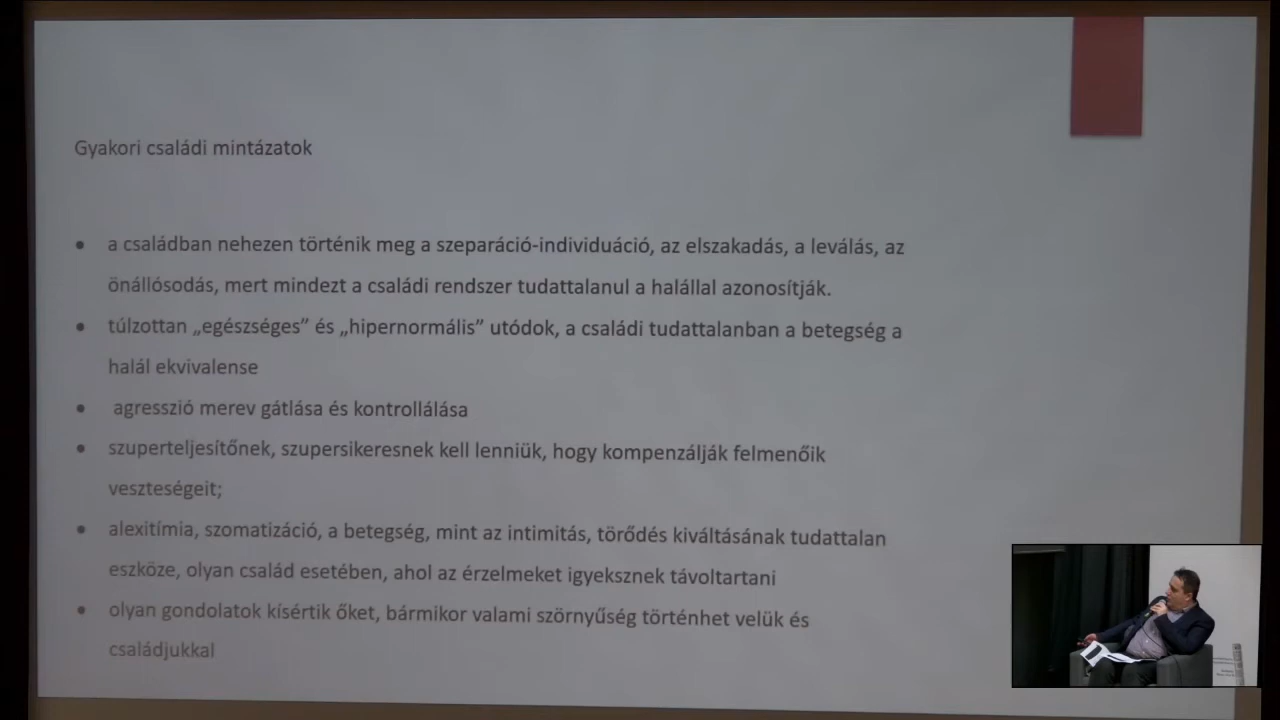 Gyakori családi mintázatok
• a családban nehezen történik meg a szeparáció-individuáció, az elszakadás, a leválás, az
önállósodás, mert mindezt a családi rendszer tudattalanul a halállal azonosítják.
• túlzottan „egészséges” és „hipernormális” utódok, a családi tudattalanban a betegség a
halál ekvivalense
• agresszió merev gátlása és kontrollálása
• szuperteljesítőnek, szupersikeresnek kell lenniük, hogy kompenzálják felmenőik
veszteségeit;
• alexitímia, szomatizáció, a betegség, mint az intimitás, törődés kiváltásának tudattalan
eszköze, olyan család esetében, ahol az érzelmeket igyeksznek távoltartani
• olyan gondolatok kísértik őket, bármikor valami szörnyűség történhet velük és
családjukkal